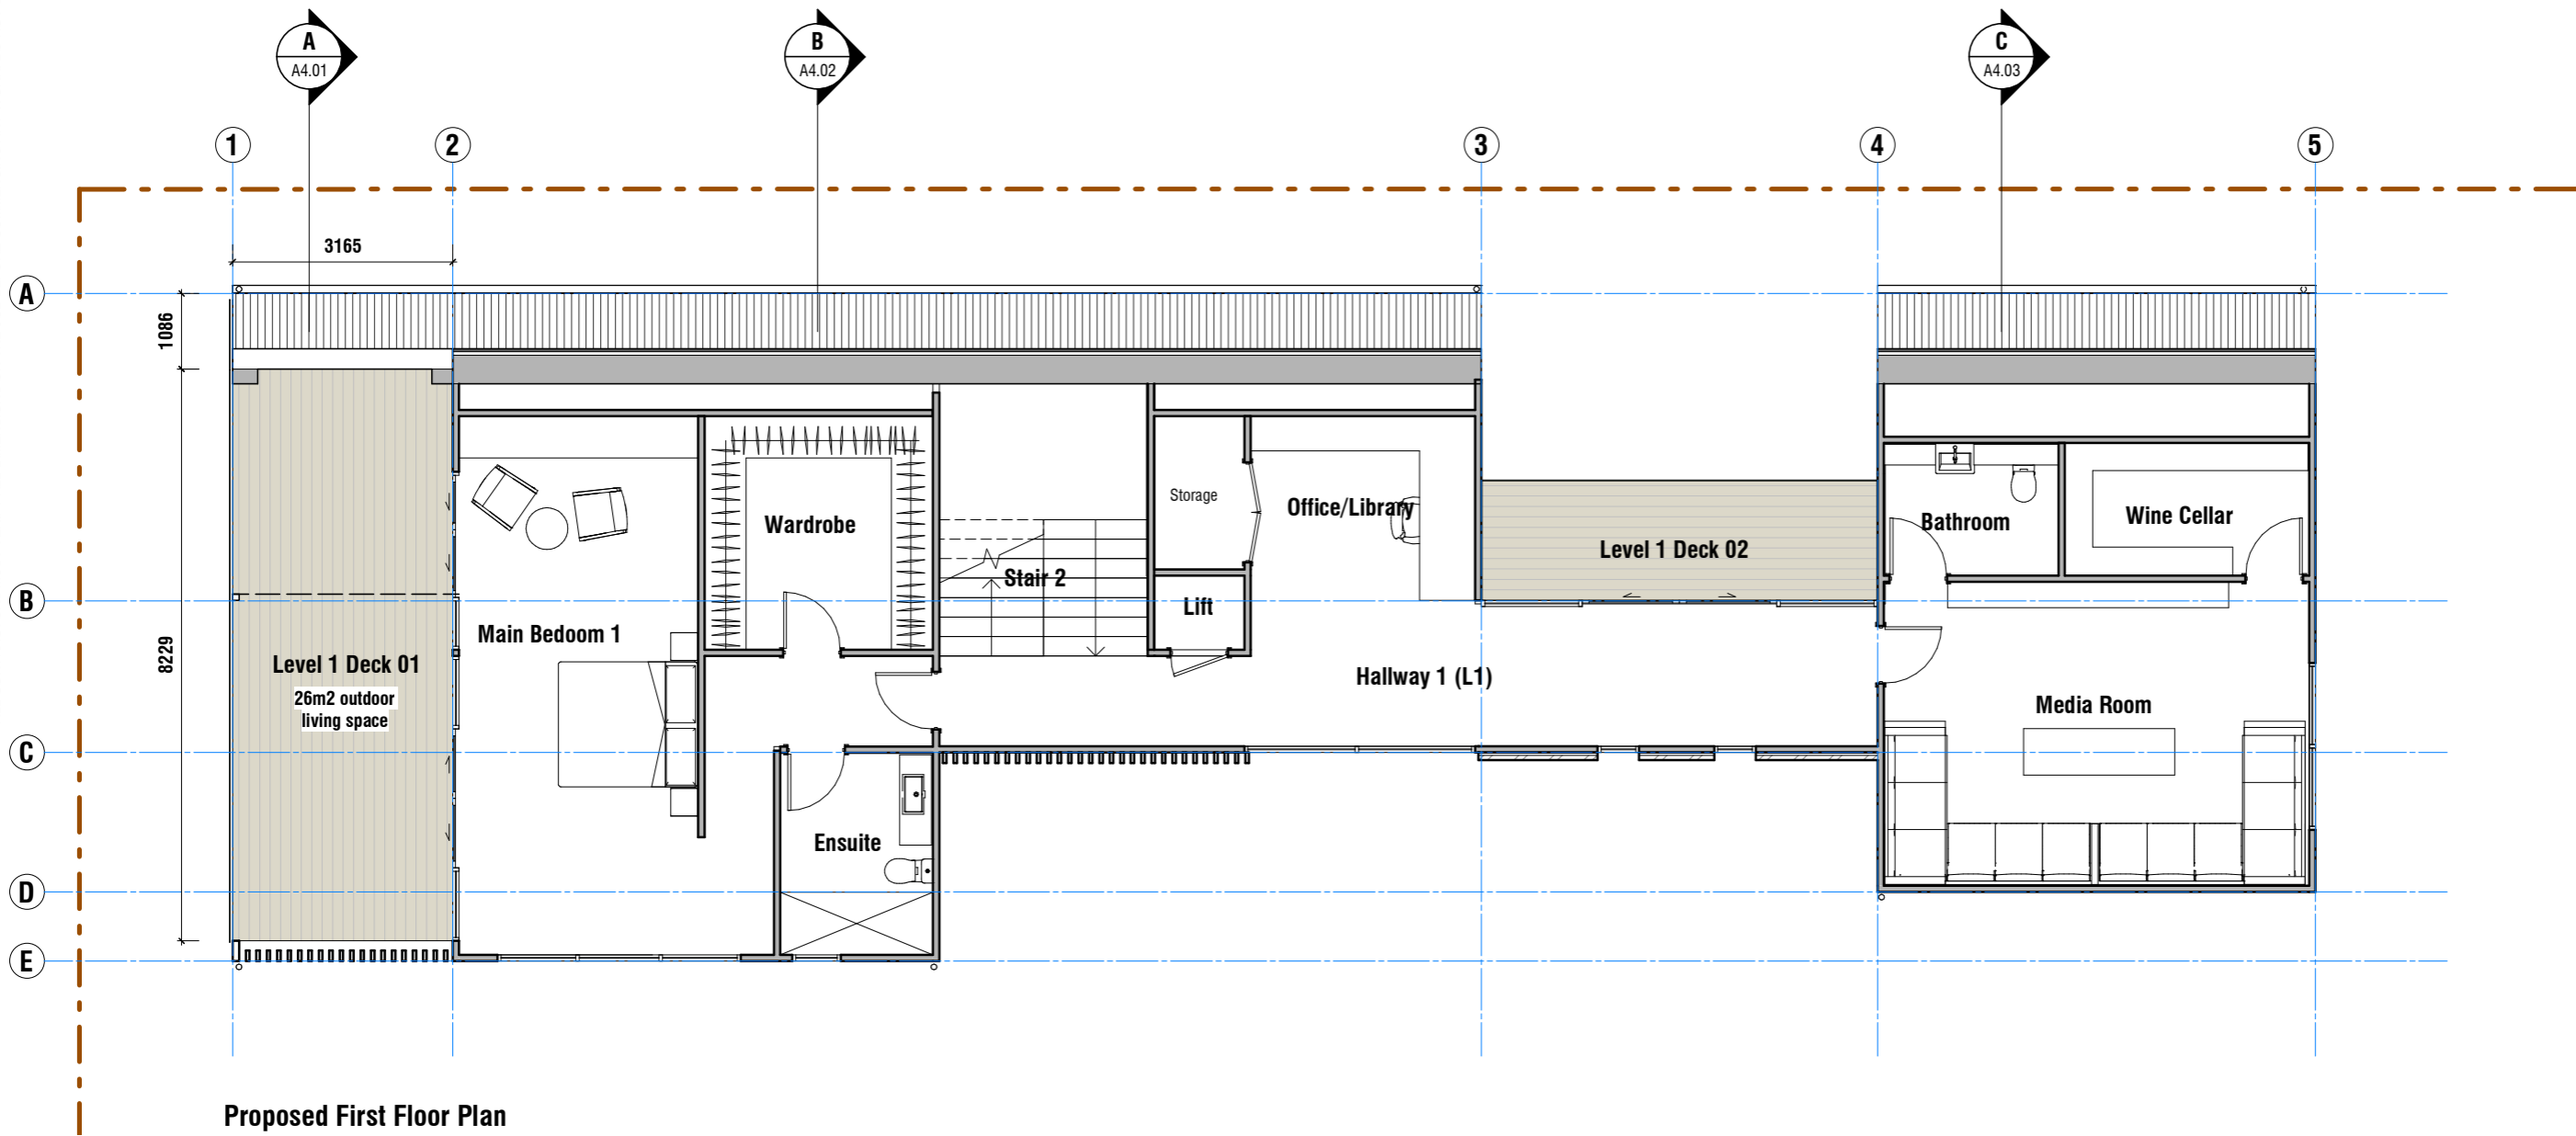 A
A4.01
B
A4.02
C
A4.03
1
2
3
4
5
3165
A
1086
Storage
Office/Library
Wardrobe
Bathroom
Wine Cellar
Level 1 Deck 02
Stair 2
B
Lift
Main Bedoom 1
8229
Level 1 Deck 01
26m2 outdoor
living space
Hallway 1 (L1)
Media Room
C
Ensuite
D
E
Proposed First Floor Plan